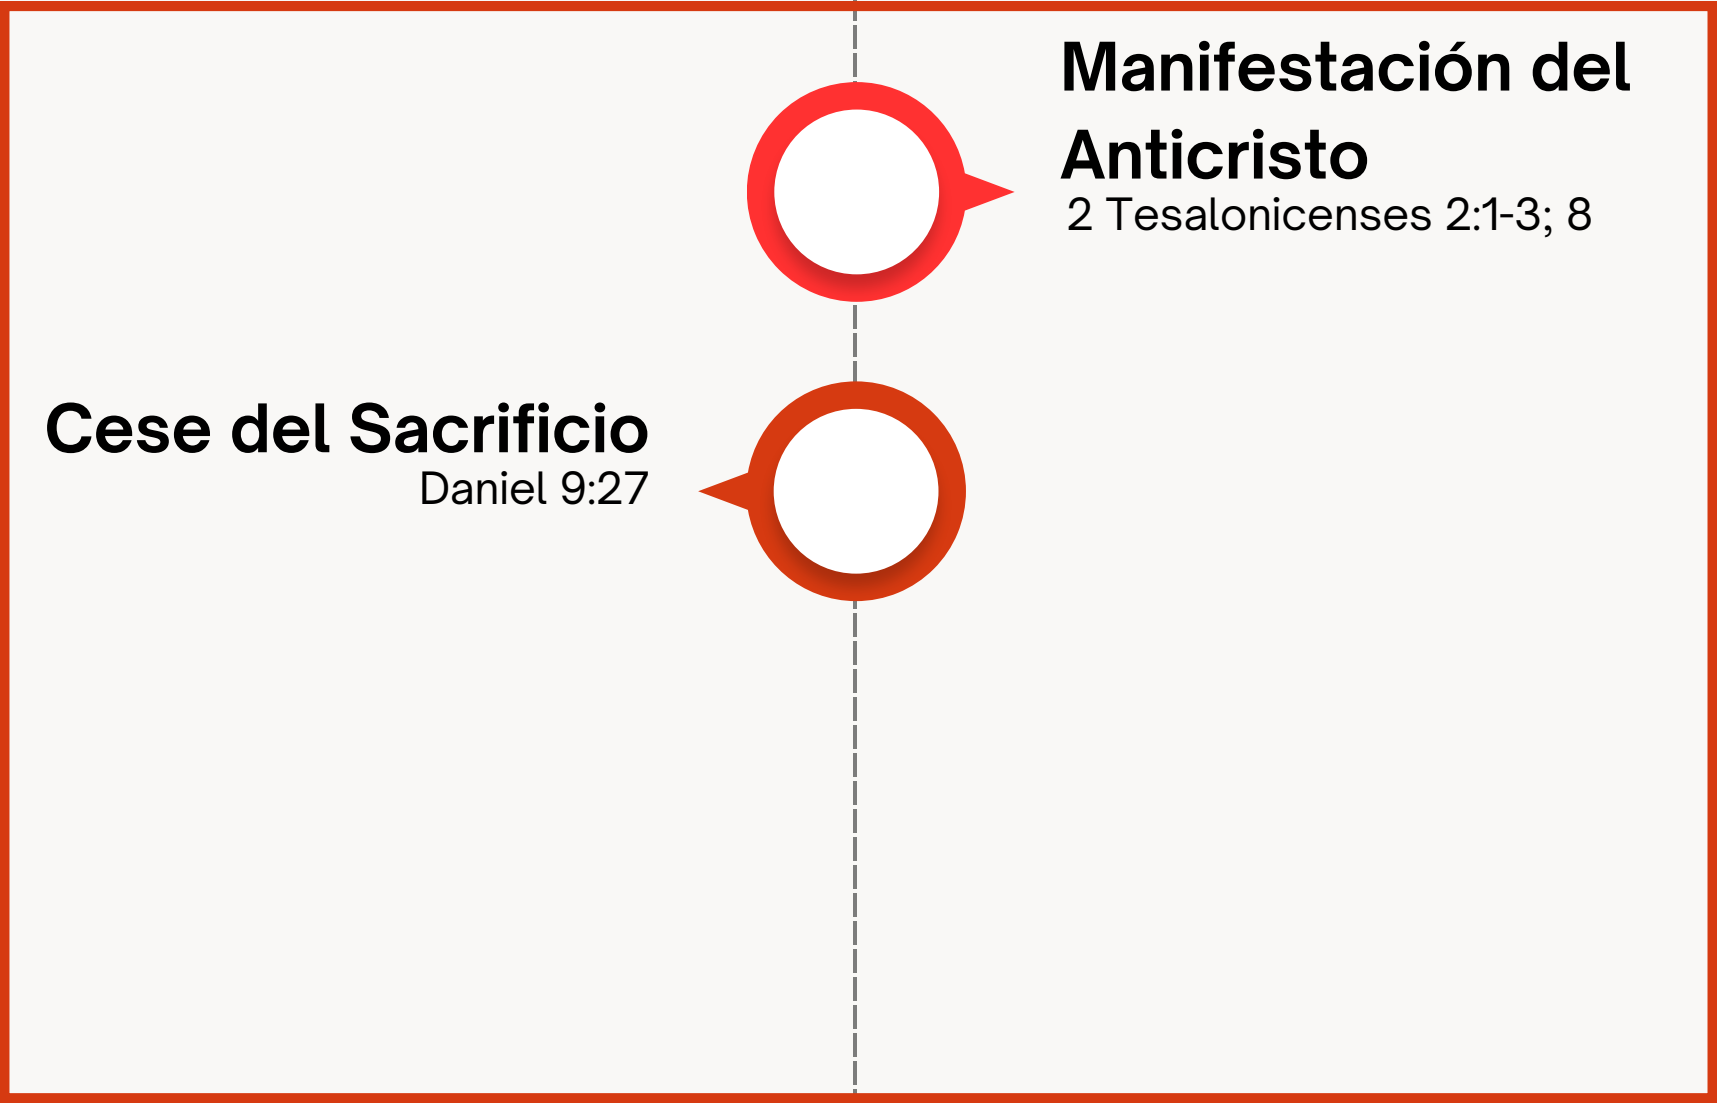 Manifestación del
Anticristo
2 Tesalonicenses 2:1-3; 8
Cese del Sacrificio
Daniel 9:27